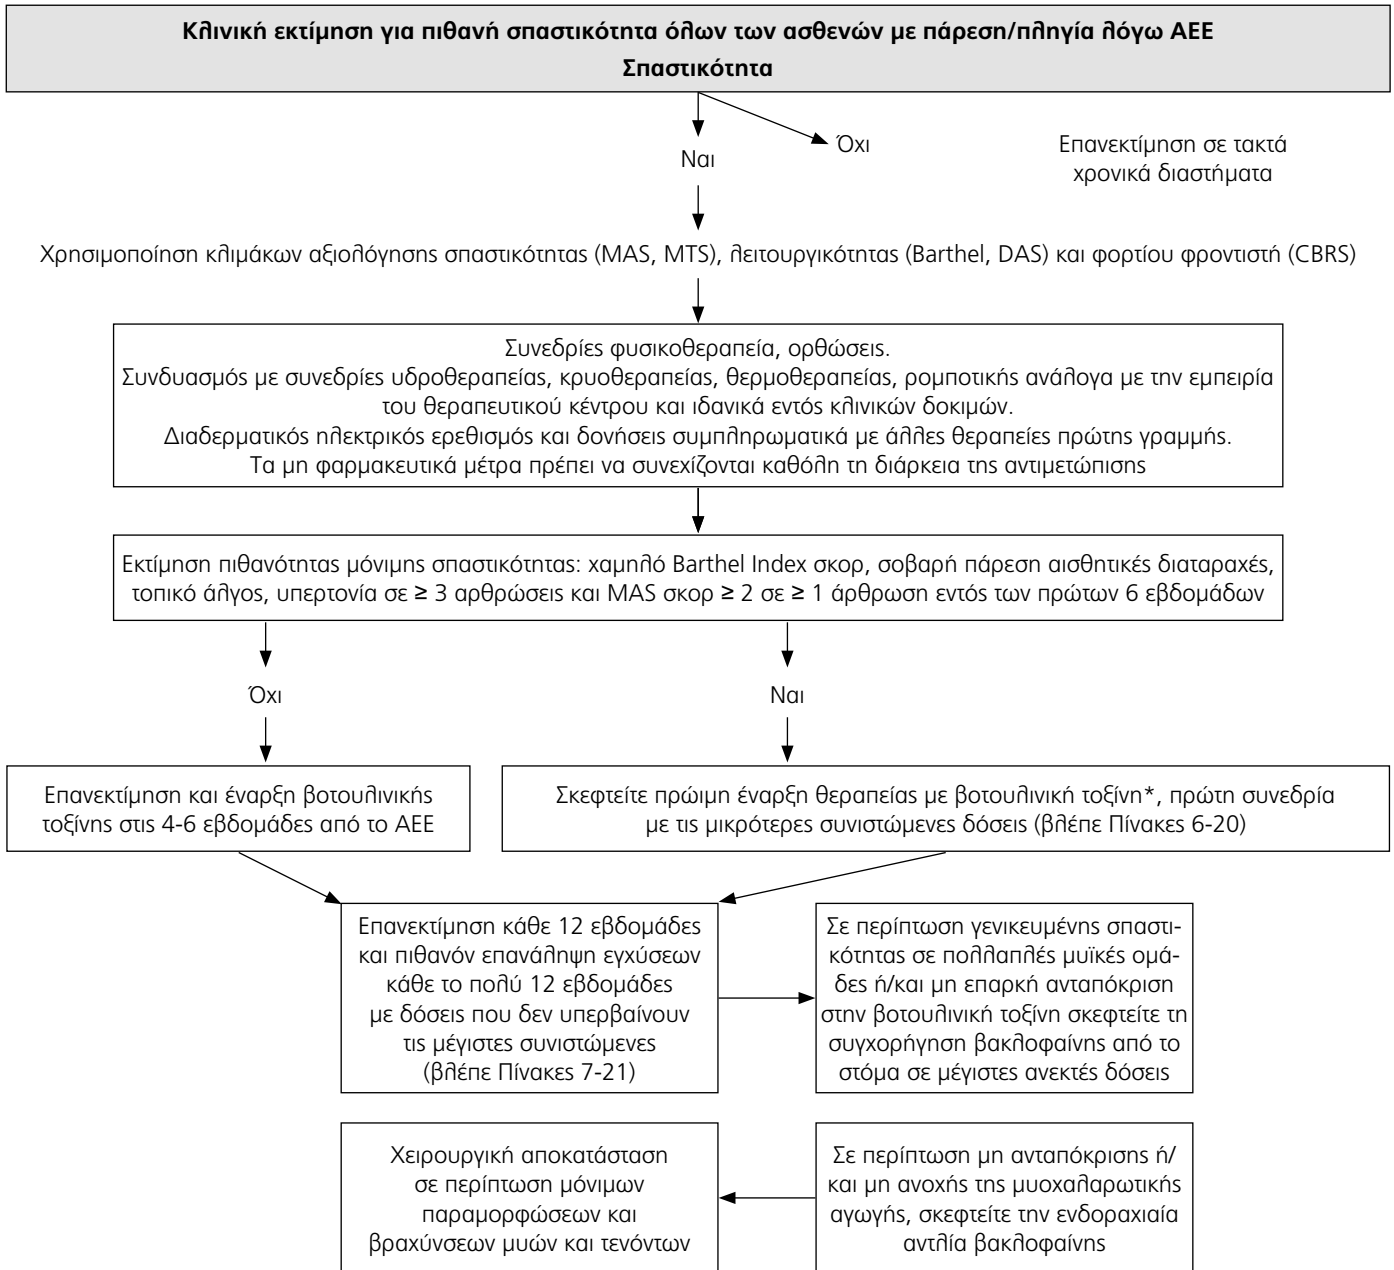 Κλινική εκτίμηση για πιθανή σπαστικότητα όλων των ασθενών με πάρεση/πληγία λόγω ΑΕΕ
Σπαστικότητα
Ναι
Όχι
Επανεκτίμηση σε τακτά
χρονικά διαστήματα
Χρησιμοποίηση κλιμάκων αξιολόγησης σπαστικότητας (MAS, MTS), λειτουργικότητας (Barthel, DAS) και φορτίου φροντιστή (CBRS)
Συνεδρίες φυσικοθεραπεία, ορθώσεις.
Συνδυασμός με συνεδρίες υδροθεραπείας, κρυοθεραπείας, θερμοθεραπείας, ρομποτικής ανάλογα με την εμπειρία
του θεραπευτικού κέντρου και ιδανικά εντός κλινικών δοκιμών.
Διαδερματικός ηλεκτρικός ερεθισμός και δονήσεις συμπληρωματικά με άλλες θεραπείες πρώτης γραμμής.
Τα μη φαρμακευτικά μέτρα πρέπει να συνεχίζονται καθόλη τη διάρκεια της αντιμετώπισης
Εκτίμηση πιθανότητας μόνιμης σπαστικότητας: χαμηλό Barthel Index σκορ, σοβαρή πάρεση αισθητικές διαταραχές,
τοπικό άλγος, υπερτονία σε ≥ 3 αρθρώσεις και MAS σκορ ≥ 2 σε ≥ 1 άρθρωση εντός των πρώτων 6 εβδομάδων
Όχι
Ναι
Επανεκτίμηση και έναρξη βοτουλινικής
τοξίνης στις 4-6 εβδομάδες από το ΑΕΕ
Σκεφτείτε πρώιμη έναρξη θεραπείας με βοτουλινική τοξίνη*, πρώτη συνεδρία
με τις μικρότερες συνιστώμενες δόσεις (βλέπε Πίνακες 6-20)
Επανεκτίμηση κάθε 12 εβδομάδες
και πιθανόν επανάληψη εγχύσεων
κάθε το πολύ 12 εβδομάδες
με δόσεις που δεν υπερβαίνουν
τις μέγιστες συνιστώμενες
(βλέπε Πίνακες 7-21)
Σε περίπτωση γενικευμένης σπαστι-
κότητας σε πολλαπλές μυϊκές ομά-
δες ή/και μη επαρκή ανταπόκριση
στην βοτουλινική τοξίνη σκεφτείτε τη
συγχορήγηση βακλοφαίνης από το
στόμα σε μέγιστες ανεκτές δόσεις
Χειρουργική αποκατάσταση
σε περίπτωση μόνιμων
παραμορφώσεων και
βραχύνσεων μυών και τενόντων
Σε περίπτωση μη ανταπόκρισης ή/
και μη ανοχής της μυοχαλαρωτικής
αγωγής, σκεφτείτε την ενδοραχιαία
αντλία βακλοφαίνης